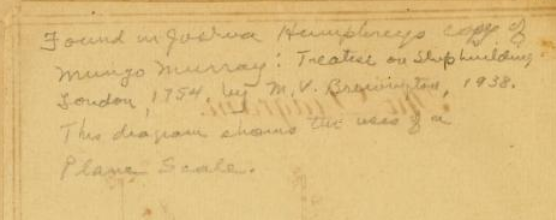 Found in Joshua Humphreys copy of
Mungo Murray: Treatise on Shipbuilding.
London, 1754, by M. V. Brewington, 1938.
This diagram shows the uses of a
Plane Scale.